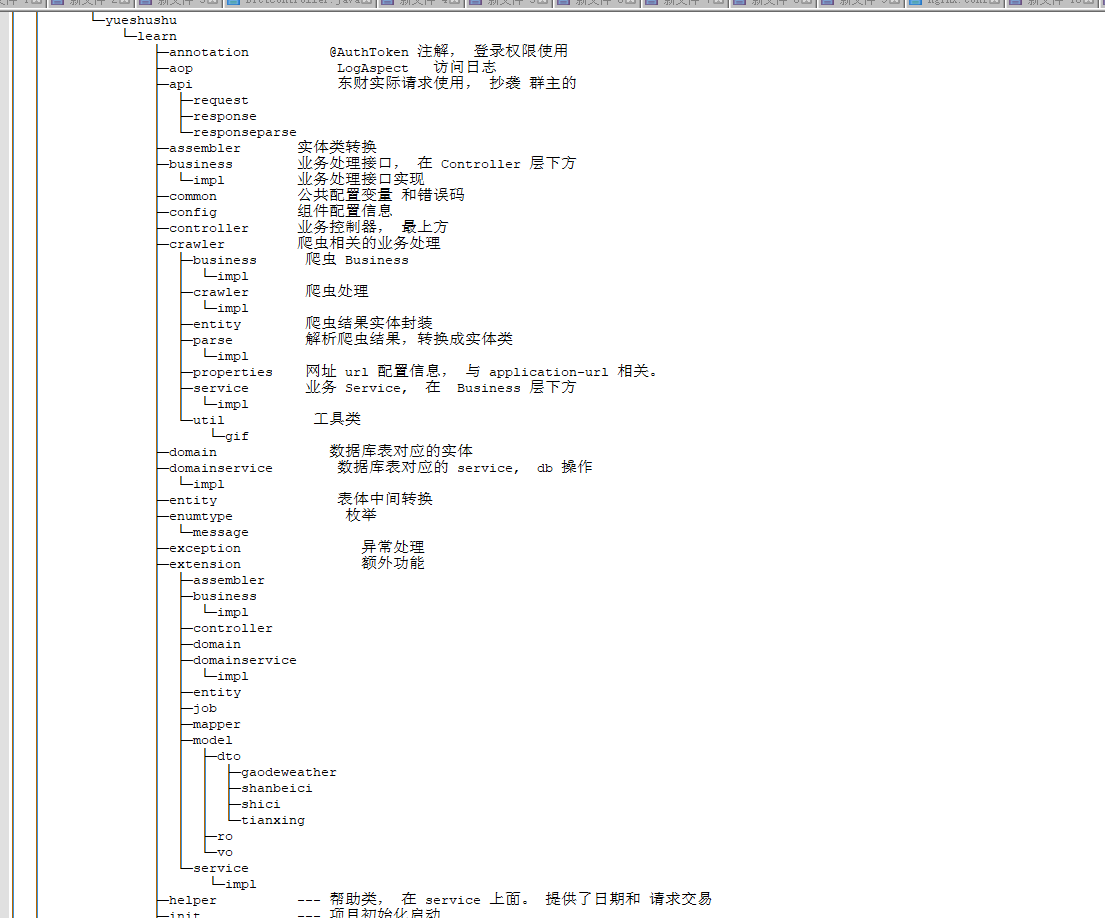 └─yueshushu
└─learn
├─annotation @AuthToken 注解， 登录权限使用
├─aop LogAspect 访问日志
├─api 东财实际请求使用， 抄袭 群主的
├─request
├─response
└─responseparse
├─assembler 实体类转换
├─business 业务处理接口， 在 Controller 层下方
└─impl 业务处理接口实现
├─common 公共配置变量 和错误码
├─config 组件配置信息
├─controller 业务控制器， 最上方
├─crawler 爬虫相关的业务处理
├─business 爬虫 Business
└─impl
├─crawler 爬虫处理
└─impl
├─entity 爬虫结果实体封装
├─parse 解析爬虫结果，转换成实体类
└─impl
├─properties 网址 url 配置信息， 与 application-url 相关。
├─service 业务 Service, 在 Business 层下方
└─impl
└─util 工具类
└─gif
├─domain 数据库表对应的实体
├─domainservice 数据库表对应的 service, db 操作
└─impl
├─entity 表体中间转换
├─enumtype 枚举
└─message
├─exception 异常处理
├─extension 额外功能
├─assembler
├─business
└─impl
├─controller
├─domain
├─domainservice
└─impl
├─entity
├─job
├─mapper
├─model
├─dto
├─gaodeweather
├─shanbeici
├─shici
└─tianxing
├─ro
└─vo
└─service
└─impl
├─helper --- 帮助类， 在 service 上面。 提供了日期和 请求交易
├─init --- 项目初始化启动